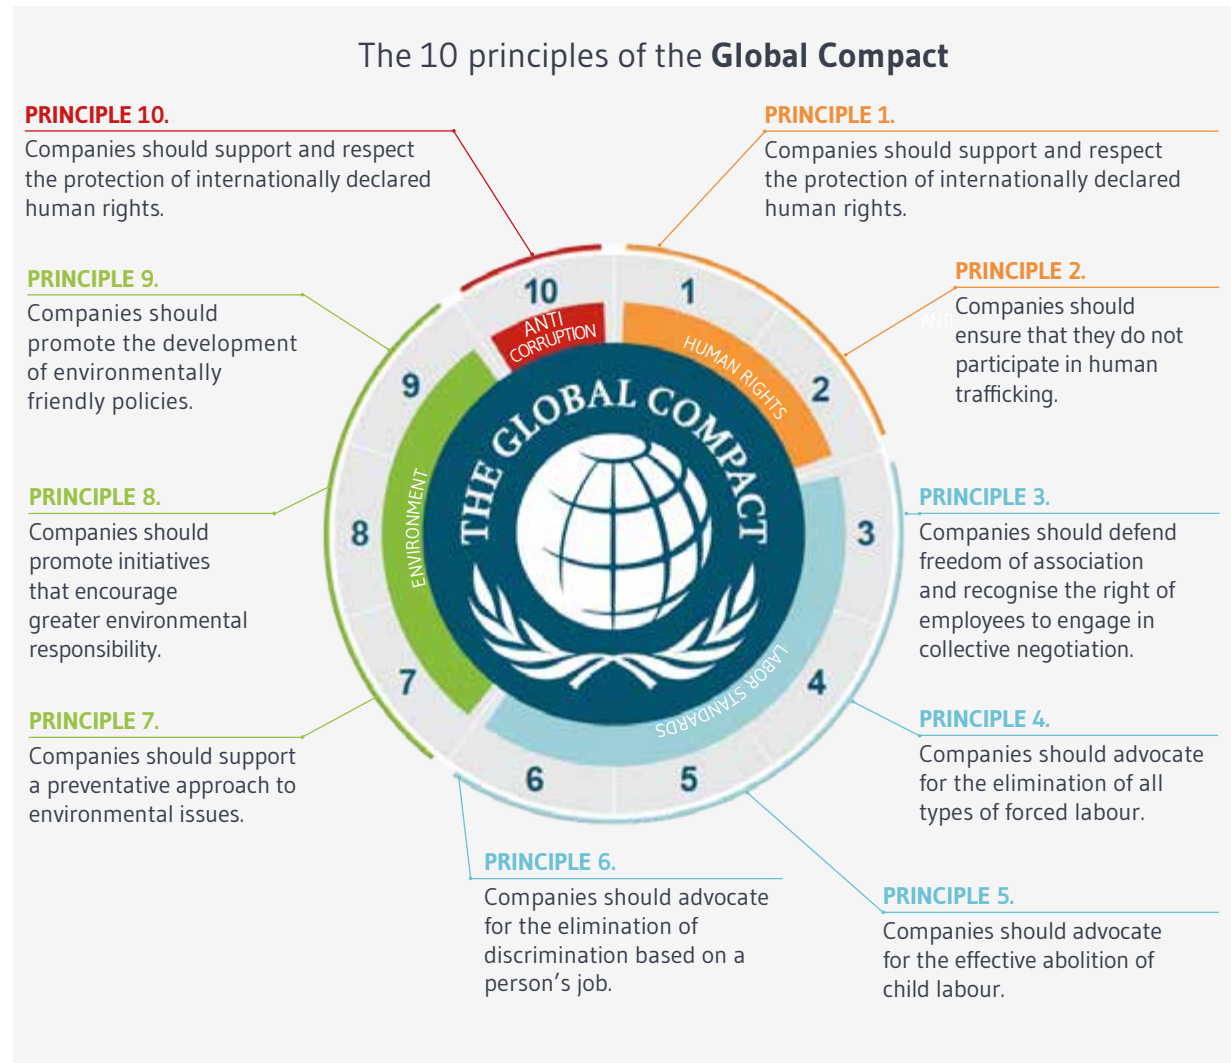 The 10 principles of the Global Compact
PRINCIPLE 10.
Companies should support and respect
the protection of internationally declared
human rights.
PRINCIPLE 1.
Companies should support and respect
the protection of internationally declared
human rights.
PRINCIPLE 9.
Companies should
promote the development
of environmentally
friendly policies.
PRINCIPLE 2.
Companies should
ensure that they do not
participate in human
trafficking.
ANTI
PRINCIPLE 8.
Companies should
promote initiatives
that encourage
greater environmental
responsibility.
PRINCIPLE 3.
Companies should defend
freedom of association
and recognise the right of
employees to engage in
collective negotiation.
PRINCIPLE 7.
Companies should support
a preventative approach to
environmental issues.
PRINCIPLE 4.
Companies should advocate
for the elimination of all
types of forced labour.
PRINCIPLE 6.
Companies should advocate
for the elimination of
discrimination based on a
person's job.
PRINCIPLE 5.
Companies should advocate
for the effective abolition of
child labour.
10
1
2
3
4
5
6
7
8
9
ANTI
CORRUPTION
HUMAN RIGHTS
LABOR STANDARDS
ENVIRONMENT
THE GLOBAL COMPACT